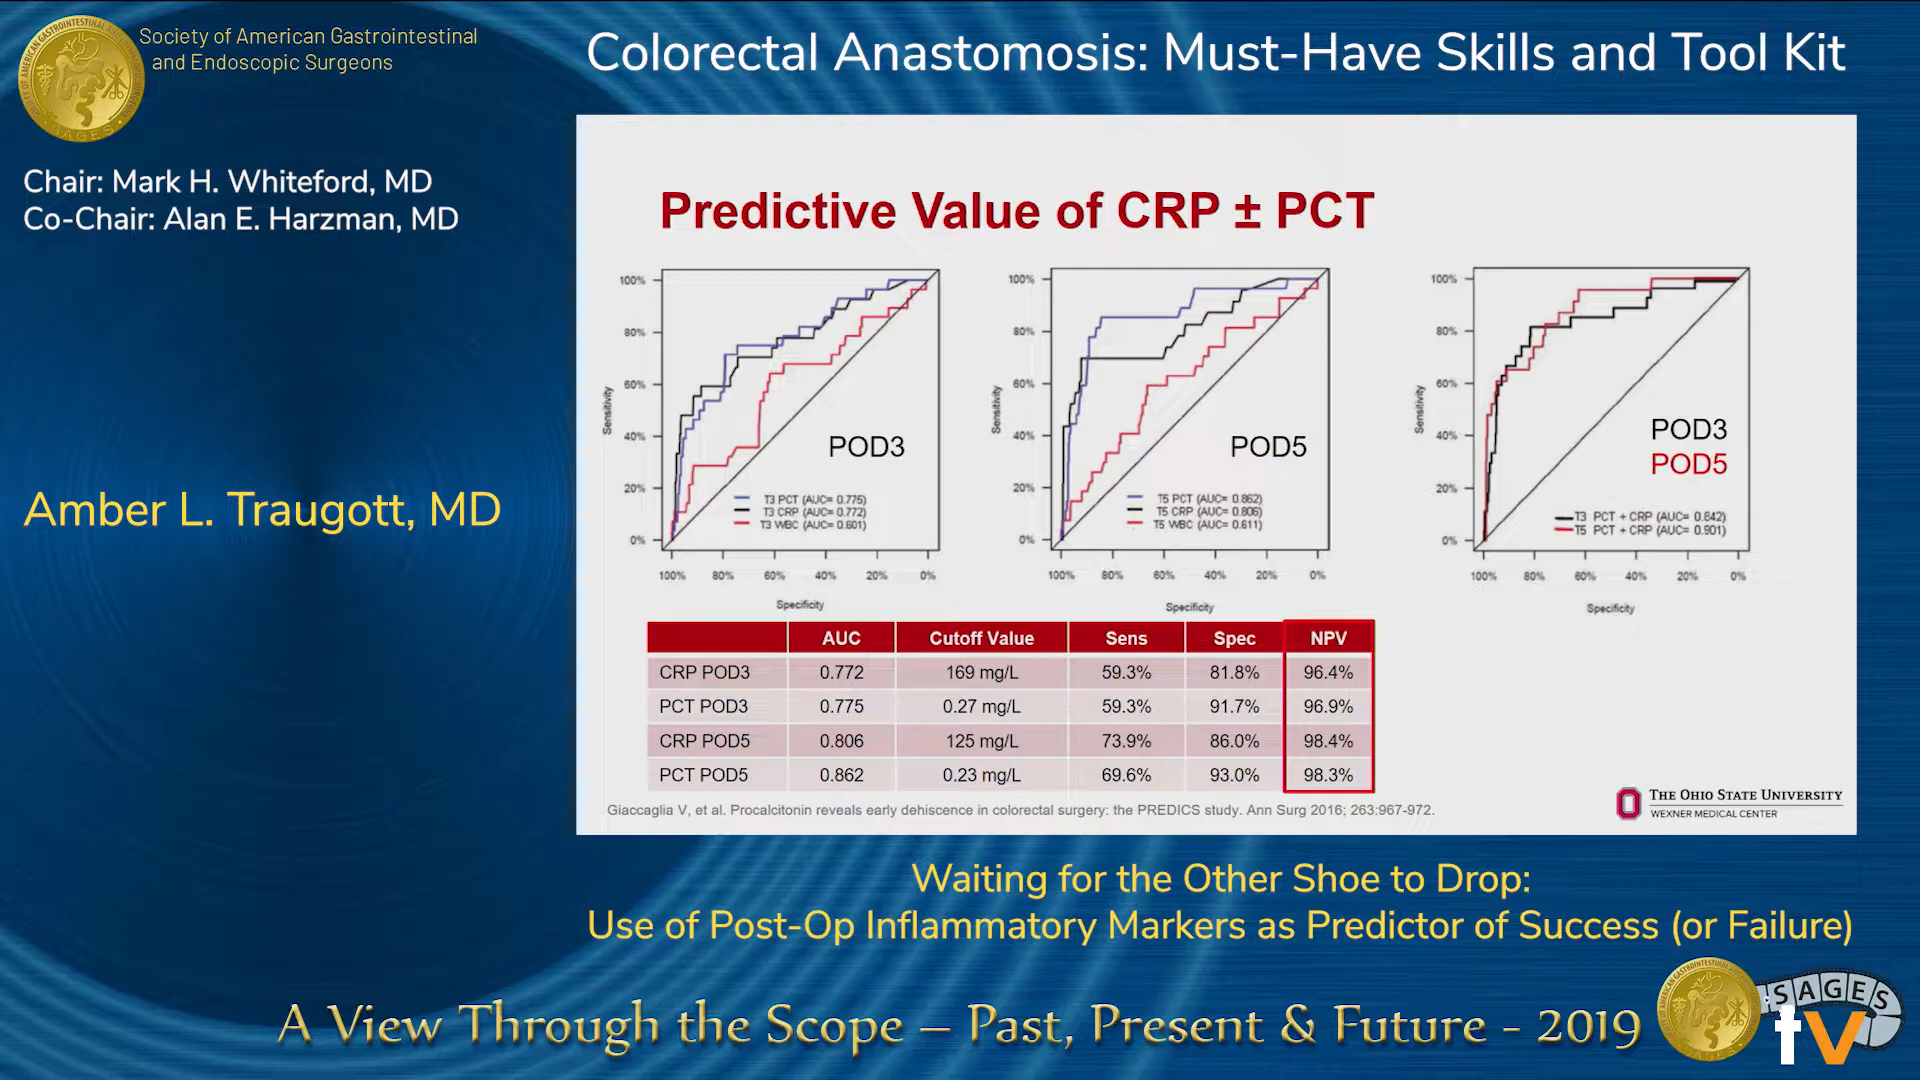 Society of American Gastrointestinal
and Endoscopic Surgeons
Colorectal Anastomosis: Must-Have Skills and Tool Kit
Chair: Mark H. Whiteford, MD
Co-Chair: Alan E. Harzman, MD
Amber L. Traugott, MD
Predictive Value of CRP ± PCT
100%
80%
60%
40%
20%
0%
Sensitivity
POD3
T3 PCT (AUC= 0.775)
T3 CRP (AUC= 0.772)
T3 WBC (AUC= 0.601)
100% 80% 60% 40% 20% 0%
Specificity
100%
80%
60%
40%
20%
0%
Sensitivity
POD5
T5 PCT (AUC= 0.862)
T5 CRP (AUC= 0.806)
T5 WBC (AUC= 0.611)
100% 80% 60% 40% 20% 0%
Specificity
100%
80%
60%
40%
20%
0%
Sensitivity
POD3
POD5
T3 PCT + CRP (AUC= 0.842)
T5 PCT + CRP (AUC= 0.901)
100% 80% 60% 40% 20% 0%
Specificity
AUC Cutoff Value Sens Spec NPV
CRP POD3 0.772 169 mg/L 59.3% 81.8% 96.4%
PCT POD3 0.775 0.27 mg/L 59.3% 91.7% 96.9%
CRP POD5 0.806 125 mg/L 73.9% 86.0% 98.4%
PCT POD5 0.862 0.23 mg/L 69.6% 93.0% 98.3%
Giaccaglia V, et al. Procalcitonin reveals early dehiscence in colorectal surgery: the PREDICS study. Ann Surg 2016; 263:967-972.
THE OHIO STATE UNIVERSITY
WEXNER MEDICAL CENTER
Waiting for the Other Shoe to Drop:
Use of Post-Op Inflammatory Markers as Predictor of Success (or Failure)
A View Through the Scope – Past, Present & Future - 2019
SAGES
tv